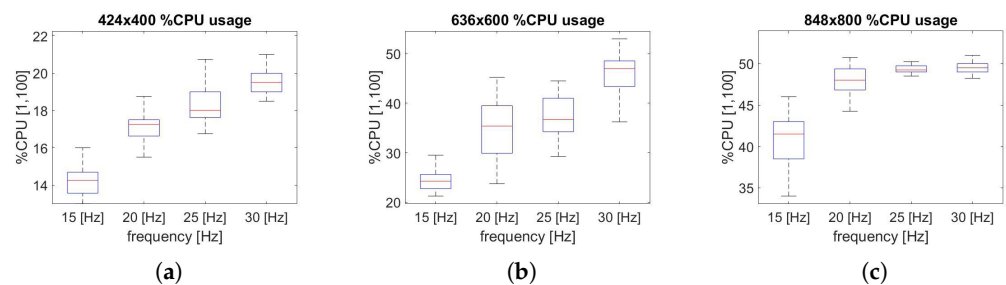 424x400 %CPU usage
%CPU [1,100]
22
20
18
16
14
15 [Hz] 20 [Hz] 25 [Hz] 30 [Hz]
frequency [Hz]
(a)
636x600 %CPU usage
%CPU [1,100]
50
40
30
20
15 [Hz] 20 [Hz] 25 [Hz] 30 [Hz]
frequency [Hz]
(b)
848x800 %CPU usage
%CPU [1,100]
50
45
40
35
15 [Hz] 20 [Hz] 25 [Hz] 30 [Hz]
frequency [Hz]
(c)